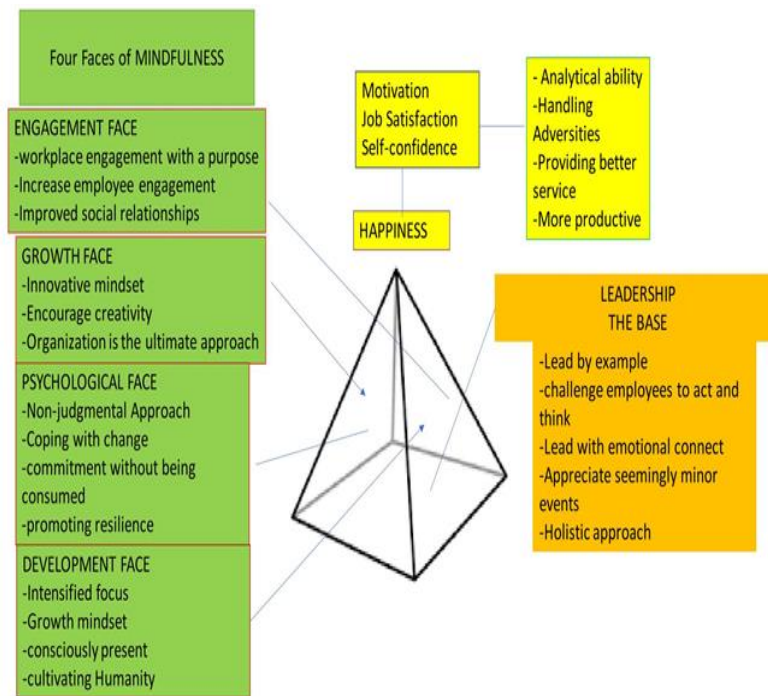 Four Faces of MINDFULNESS
ENGAGEMENT FACE
-workplace engagement with a purpose
-Increase employee engagement
-Improved social relationships
GROWTH FACE
-Innovative mindset
-Encourage creativity
-Organization is the ultimate approach
PSYCHOLOGICAL FACE
-Non-judgmental Approach
-Coping with change
-commitment without being
consumed
-promoting resilience
DEVELOPMENT FACE
-Intensified focus
-Growth mindset
-consciously present
-cultivating Humanity
Motivation
Job Satisfaction
Self-confidence
- Analytical ability
-Handling
Adversities
-Providing better
service
-More productive
HAPPINESS
LEADERSHIP
THE BASE
-Lead by example
-challenge employees to act and
think
-Lead with emotional connect
-Appreciate seemingly minor
events
-Holistic approach